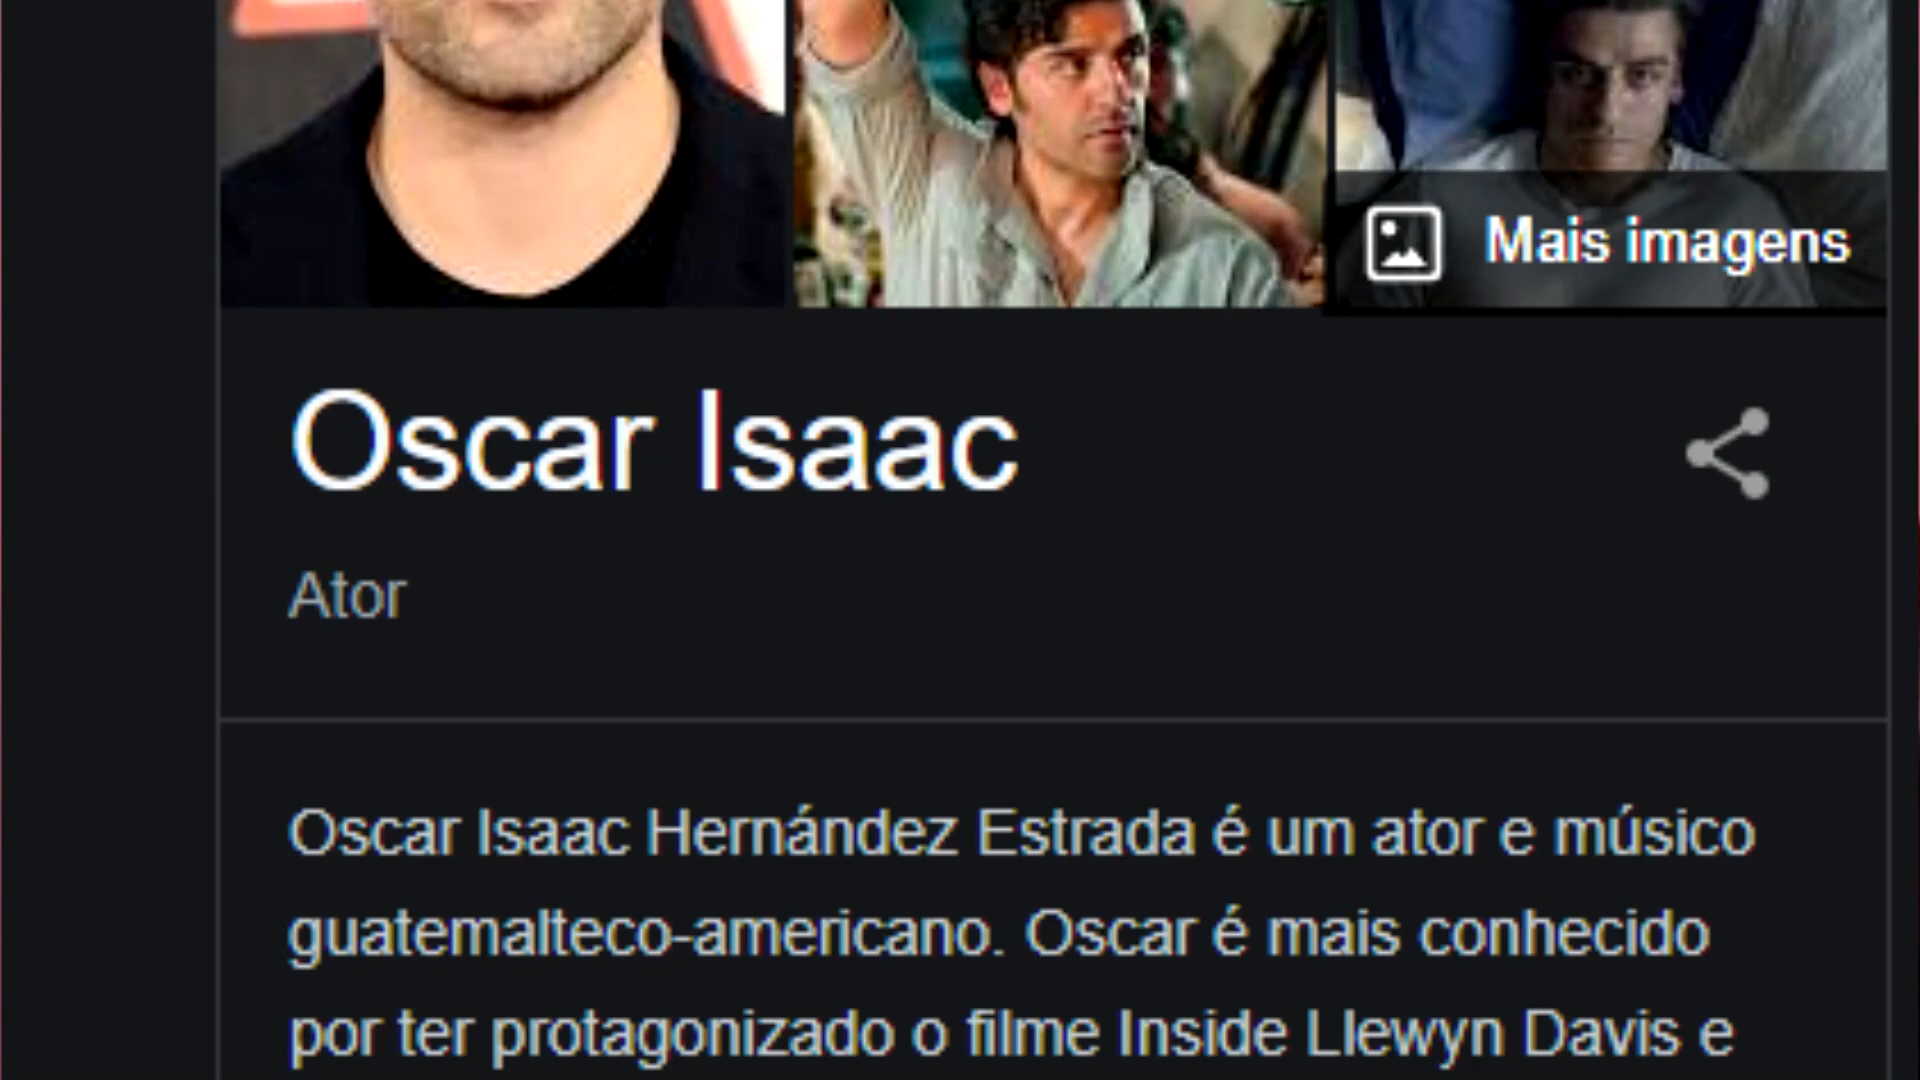 Mais imagens
Oscar Isaac
Ator
Oscar Isaac Hernández Estrada é um ator e músico
guatemalteco-americano. Oscar é mais conhecido
por ter protagonizado o filme Inside Llewyn Davis e